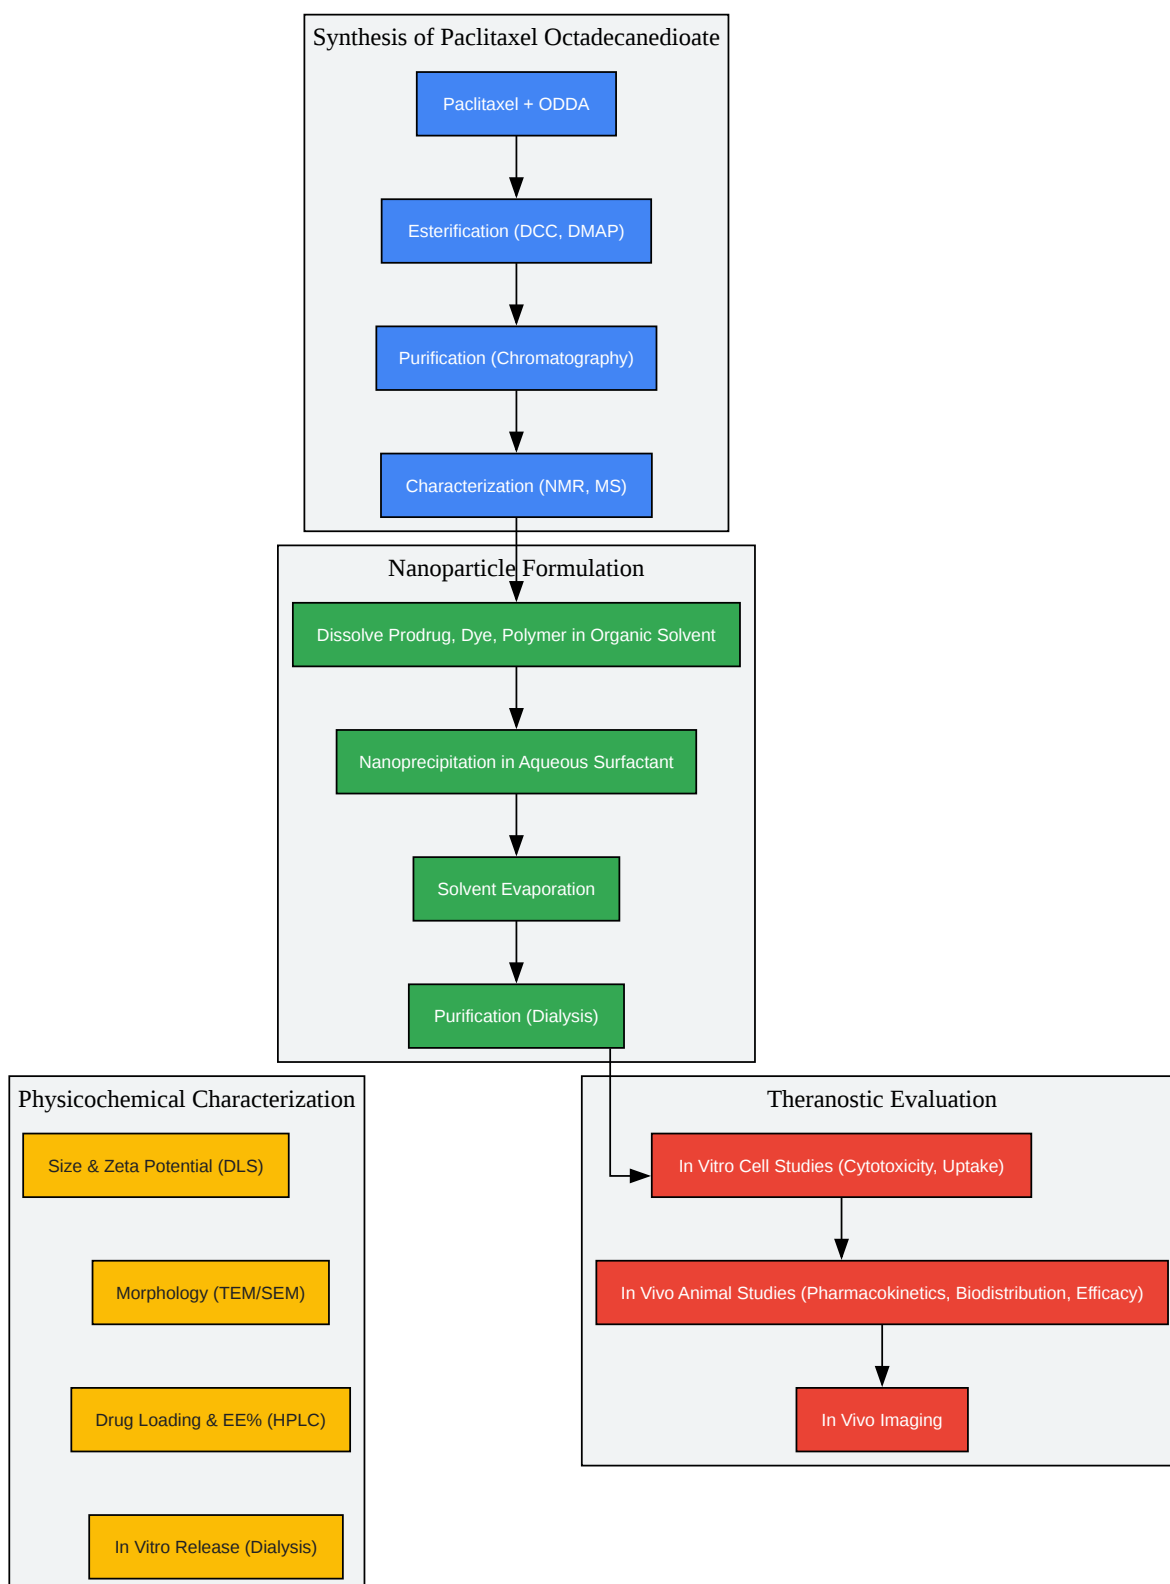 Synthesis of Paclitaxel Octadecanedioate
Paclitaxel + ODDA
Esterification (DCC, DMAP)
Purification (Chromatography)
Characterization (NMR, MS)
Nanoparticle Formulation
Dissolve Prodrug, Dye, Polymer in Organic Solvent
Nanoprecipitation in Aqueous Surfactant
Solvent Evaporation
Purification (Dialysis)
Physicochemical Characterization
Size & Zeta Potential (DLS)
Morphology (TEM/SEM)
Drug Loading & EE% (HPLC)
In Vitro Release (Dialysis)
Theranostic Evaluation
In Vitro Cell Studies (Cytotoxicity, Uptake)
In Vivo Animal Studies (Pharmacokinetics, Biodistribution, Efficacy)
In Vivo Imaging